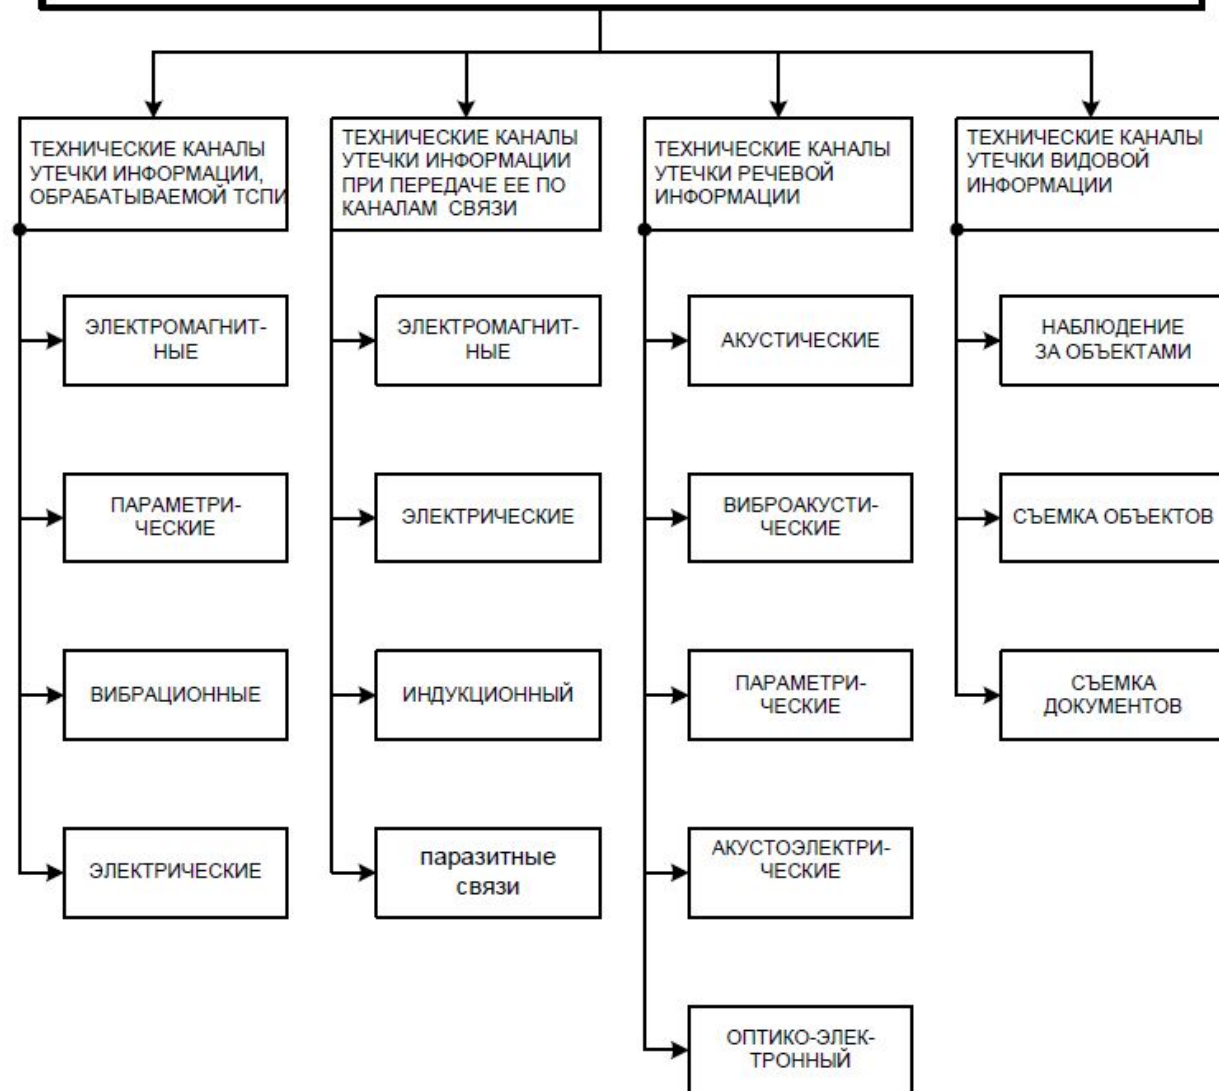 ТЕХНИЧЕСКИЕ КАНАЛЫ
УТЕЧКИ ИНФОРМАЦИИ,
ОБРАБАТЫВАЕМОЙ ТСПИ
ЭЛЕКТРОМАГНИТ-
НЫЕ
ПАРАМЕТРИ-
ЧЕСКИЕ
ВИБРАЦИОННЫЕ
ЭЛЕКТРИЧЕСКИЕ
ТЕХНИЧЕСКИЕ КАНАЛЫ
УТЕЧКИ ИНФОРМАЦИИ
ПРИ ПЕРЕДАЧЕ ЕЕ ПО
КАНАЛАМ СВЯЗИ
ЭЛЕКТРОМАГНИТ-
НЫЕ
ЭЛЕКТРИЧЕСКИЕ
ИНДУКЦИОННЫЙ
паразитные
связи
ТЕХНИЧЕСКИЕ КАНАЛЫ
УТЕЧКИ РЕЧЕВОЙ
ИНФОРМАЦИИ
АКУСТИЧЕСКИЕ
ВИБРОАКУСТИ-
ЧЕСКИЕ
ПАРАМЕТРИ-
ЧЕСКИЕ
АКУСТОЭЛЕКТРИ-
ЧЕСКИЕ
ОПТИКО-ЭЛЕК-
ТРОННЫЙ
ТЕХНИЧЕСКИЕ КАНАЛЫ
УТЕЧКИ ВИДОВОЙ
ИНФОРМАЦИИ
НАБЛЮДЕНИЕ
ЗА ОБЪЕКТАМИ
СЪЕМКА ОБЪЕКТОВ
СЪЕМКА
ДОКУМЕНТОВ